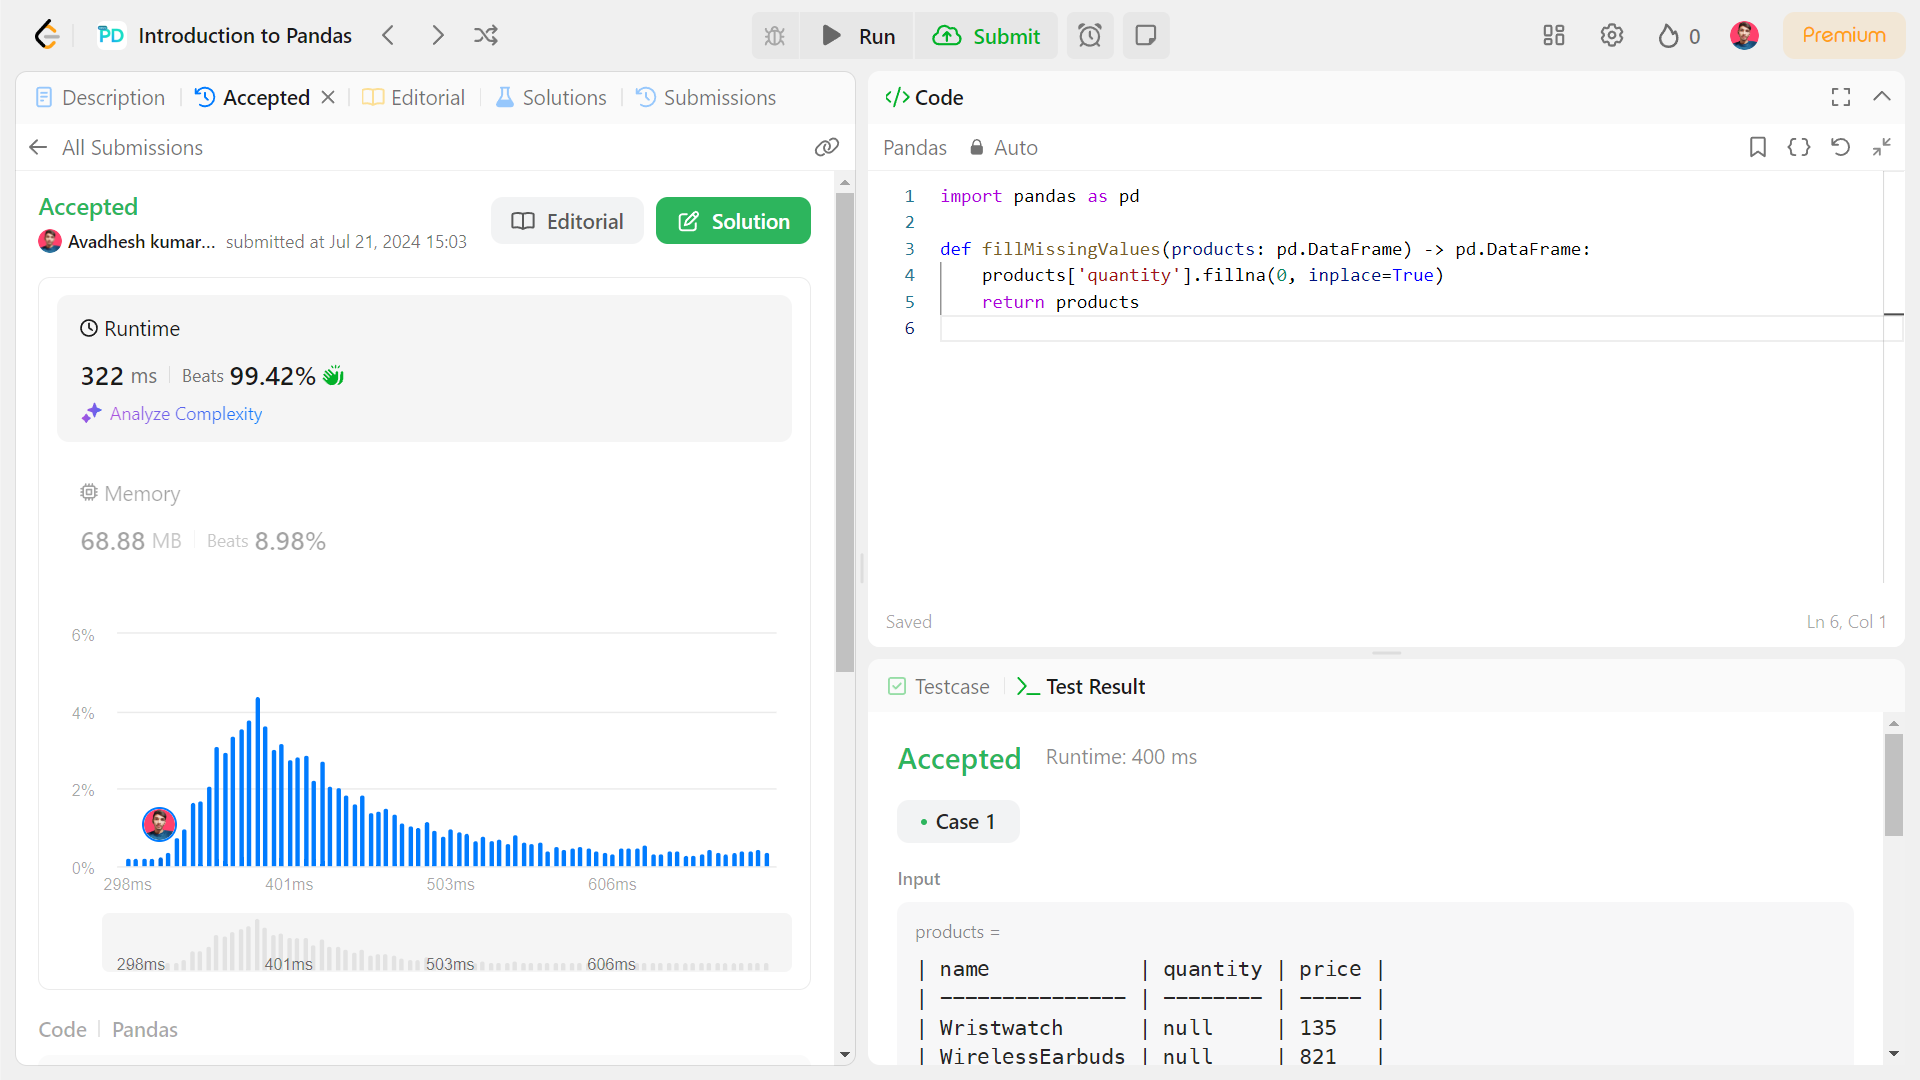 PD Introduction to Pandas
Run
Submit
0
Premium
Description
Accepted
Editorial
Solutions
Submissions
All Submissions
Accepted
Avadhesh kumar... submitted at Jul 21, 2024 15:03
Editorial
Solution
Runtime
322 ms Beats 99.42%
Analyze Complexity
Memory
68.88 MB Beats 8.98%
6%
4%
2%
0%
298ms 401ms 503ms 606ms
298ms 401ms 503ms 606ms
Code Pandas
</> Code
Pandas Auto
1 import pandas as pd
2
3 def fillMissingValues(products: pd.DataFrame) -> pd.DataFrame:
4 products['quantity'].fillna(0, inplace=True)
5 return products
6
Saved Ln 6, Col 1
Testcase
Test Result
Accepted Runtime: 400 ms
• Case 1
Input
products =
| name | quantity | price |
| --------------- | -------- | ----- |
| Wristwatch | null | 135 |
| WirelessEarbuds | null | 821 |